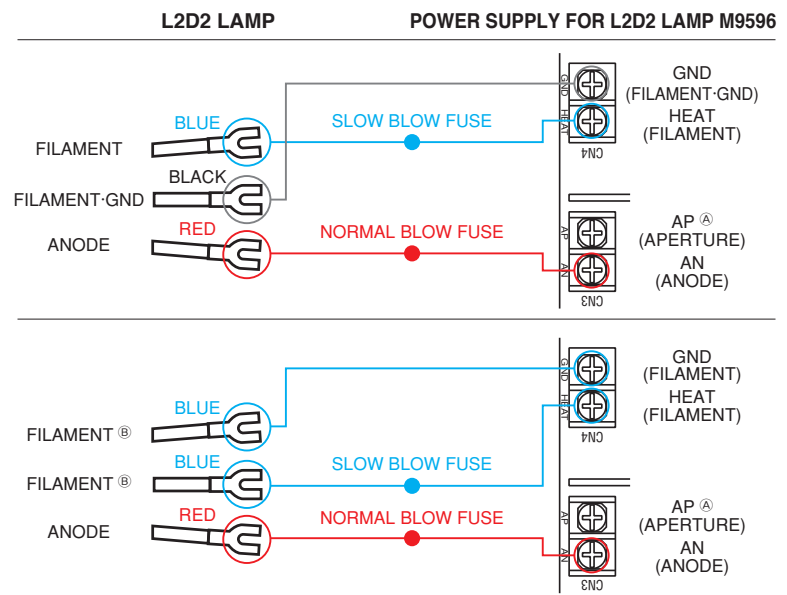 L2D2 LAMP
POWER SUPPLY FOR L2D2 LAMP M9596
BLUE
SLOW BLOW FUSE
FILAMENT
BLACK
FILAMENT·GND
RED
NORMAL BLOW FUSE
ANODE
GND
HEAT
CN4
AP
AN
CN3
GND
(FILAMENT·GND)
HEAT
(FILAMENT)
AP Ⓐ
(APERTURE)
AN
(ANODE)
BLUE
FILAMENT Ⓑ
BLUE
SLOW BLOW FUSE
FILAMENT Ⓑ
RED
NORMAL BLOW FUSE
ANODE
GND
HEAT
CN4
AP
AN
CN3
GND
(FILAMENT)
HEAT
(FILAMENT)
AP Ⓐ
(APERTURE)
AN
(ANODE)